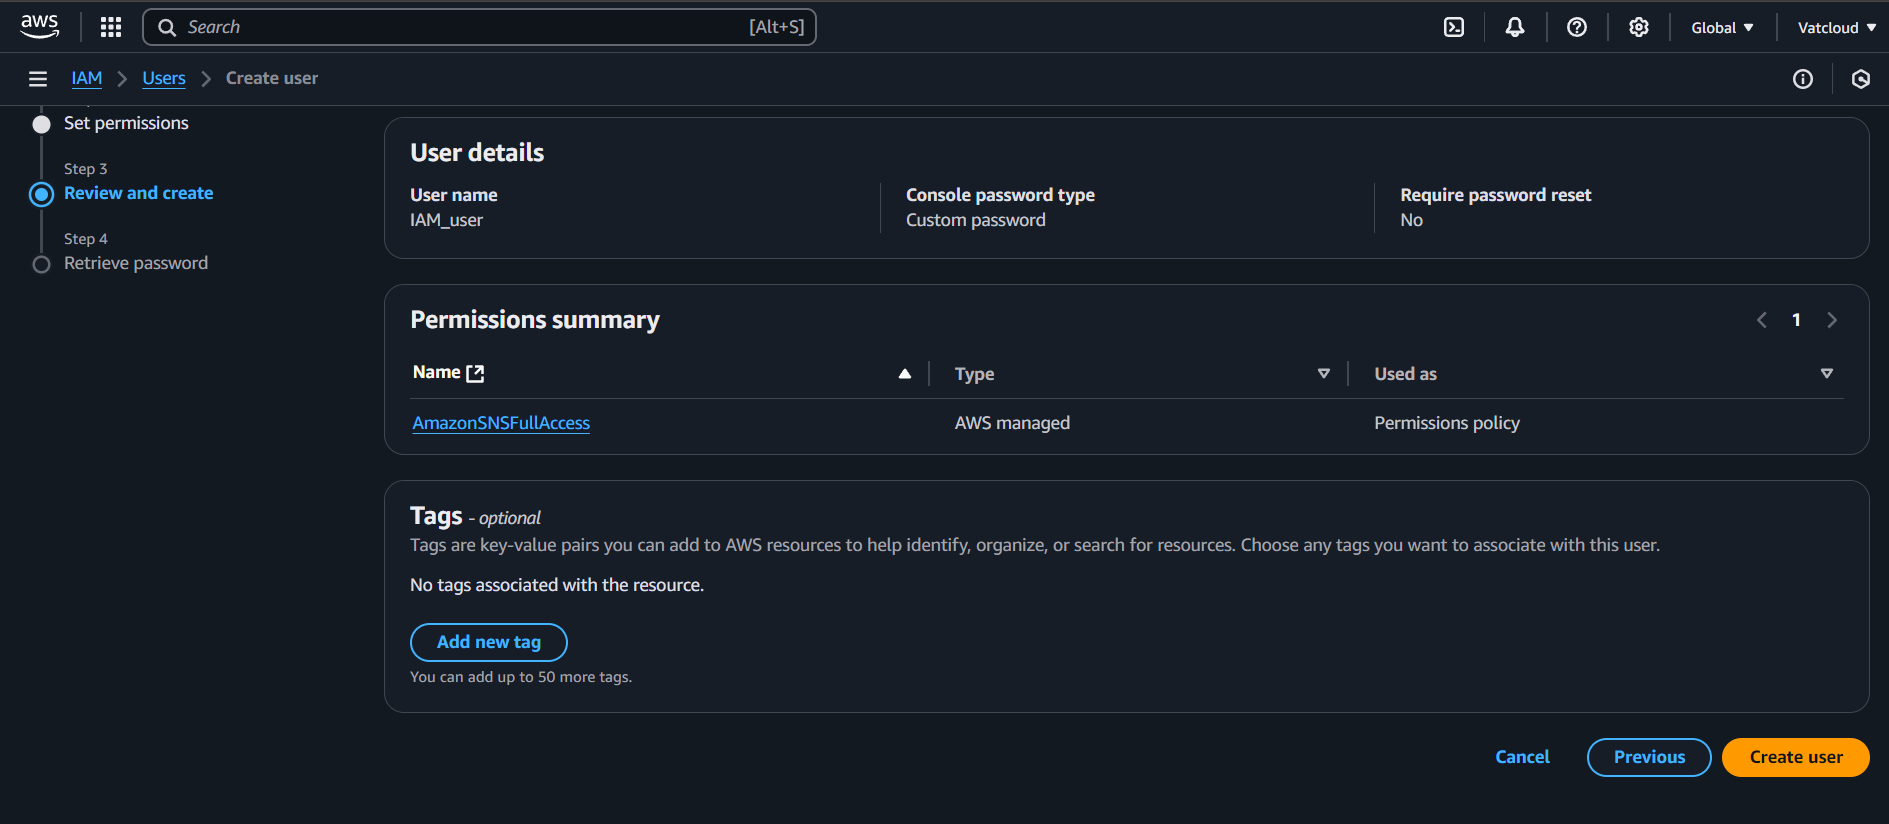 aws
Search [Alt+S]
Global
Vatcloud
IAM
Users
Create user
Set permissions
Step 3
Review and create
Step 4
Retrieve password
User details
User name
IAM_user
Console password type
Custom password
Require password reset
No
Permissions summary
1
Name Type Used as
AmazonSNSFullAccess AWS managed Permissions policy
Tags - optional
Tags are key-value pairs you can add to AWS resources to help identify, organize, or search for resources. Choose any tags you want to associate with this user.
No tags associated with the resource.
Add new tag
You can add up to 50 more tags.
Cancel Previous Create user